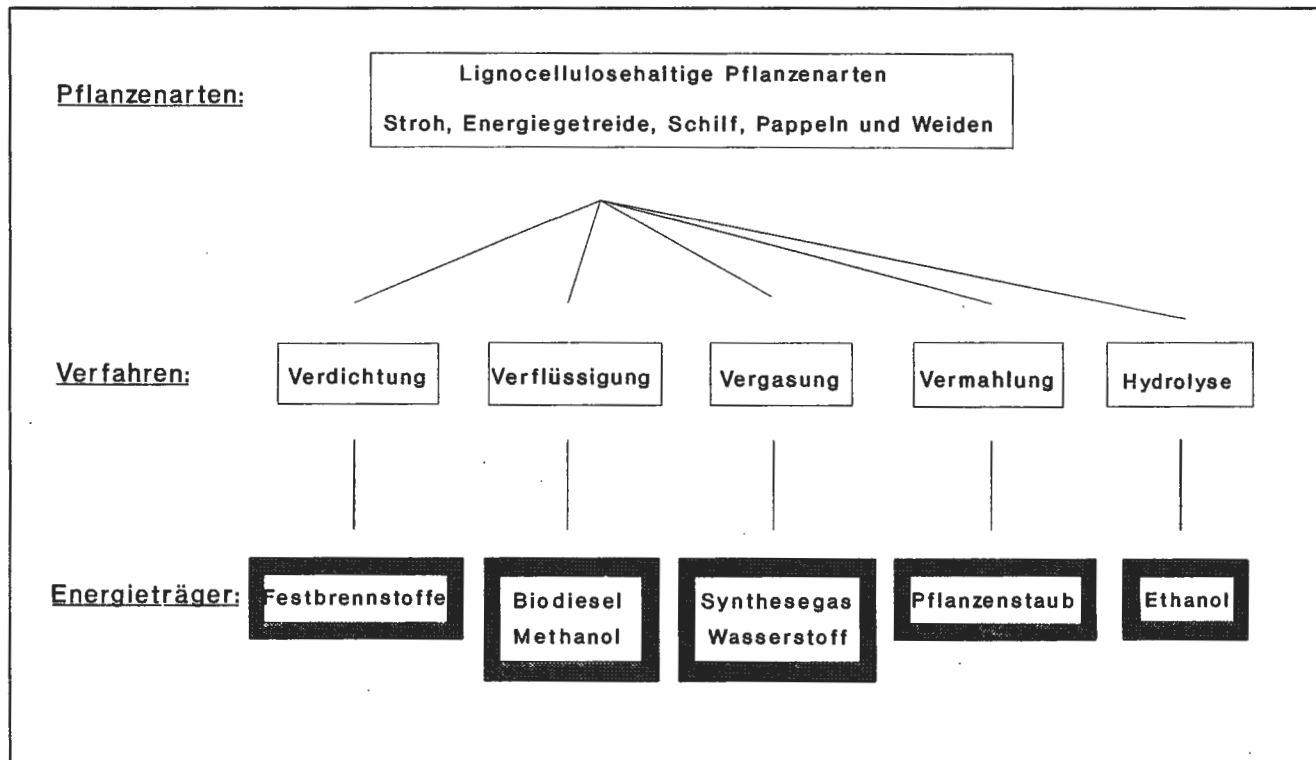 Pflanzenarten:
Lignocellulosehaltige Pflanzenarten
Stroh, Energiegetreide, Schilf, Pappeln und Weiden
Verfahren:
Verdichtung
Verflüssigung
Vergasung
Vermahlung
Hydrolyse
Energieträger:
Festbrennstoffe
Biodiesel
Methanol
Synthesegas
Wasserstoff
Pflanzenstaub
Ethanol